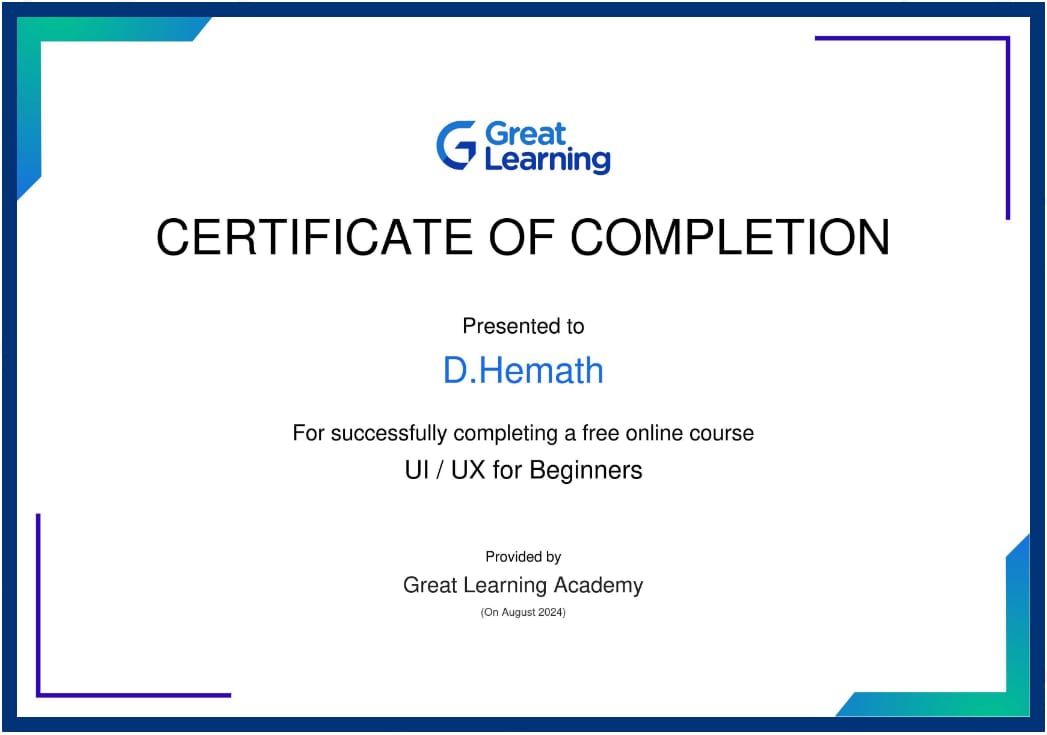 Great
Learning
CERTIFICATE OF COMPLETION
Presented to
D.Hemath
For successfully completing a free online course
UI / UX for Beginners
Provided by
Great Learning Academy
(On August 2024)